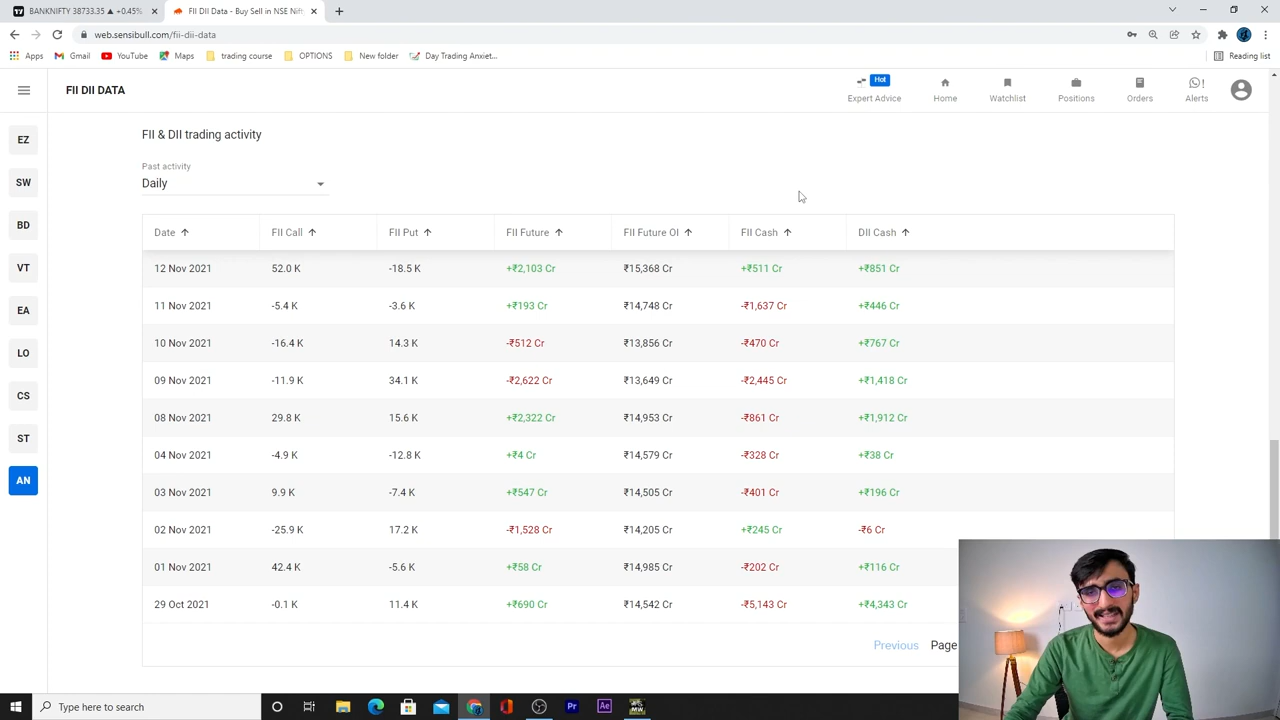 BANKNIFTY 38733.35 ▲ +0.45%
FII DII Data - Buy Sell in NSE Nift
web.sensibull.com/fii-dii-data
Apps Gmail YouTube Maps trading course OPTIONS New folder Day Trading Anxiet... Reading list
FII DII DATA
Hot
Expert Advice Home Watchlist Positions Orders Alerts
EZ
SW
BD
VT
EA
LO
CS
ST
AN
FII & DII trading activity
Past activity
Daily
Date FII Call FII Put FII Future FII Future OI FII Cash DII Cash
12 Nov 2021 52.0 K -18.5 K +₹2,103 Cr ₹15,368 Cr +₹511 Cr +₹851 Cr
11 Nov 2021 -5.4 K -3.6 K +₹193 Cr ₹14,748 Cr -₹1,637 Cr +₹446 Cr
10 Nov 2021 -16.4 K 14.3 K -₹512 Cr ₹13,856 Cr -₹470 Cr +₹767 Cr
09 Nov 2021 -11.9 K 34.1 K -₹2,622 Cr ₹13,649 Cr -₹2,445 Cr +₹1,418 Cr
08 Nov 2021 29.8 K 15.6 K +₹2,322 Cr ₹14,953 Cr -₹861 Cr +₹1,912 Cr
04 Nov 2021 -4.9 K -12.8 K +₹4 Cr ₹14,579 Cr -₹328 Cr +₹38 Cr
03 Nov 2021 9.9 K -7.4 K +₹547 Cr ₹14,505 Cr -₹401 Cr +₹196 Cr
02 Nov 2021 -25.9 K 17.2 K -₹1,528 Cr ₹14,205 Cr +₹245 Cr -₹6 Cr
01 Nov 2021 42.4 K -5.6 K +₹58 Cr ₹14,985 Cr -₹202 Cr +₹116 Cr
29 Oct 2021 -0.1 K 11.4 K +₹690 Cr ₹14,542 Cr -₹5,143 Cr +₹4,343 Cr
Previous Page
Type here to search
Pr
Ae
MW